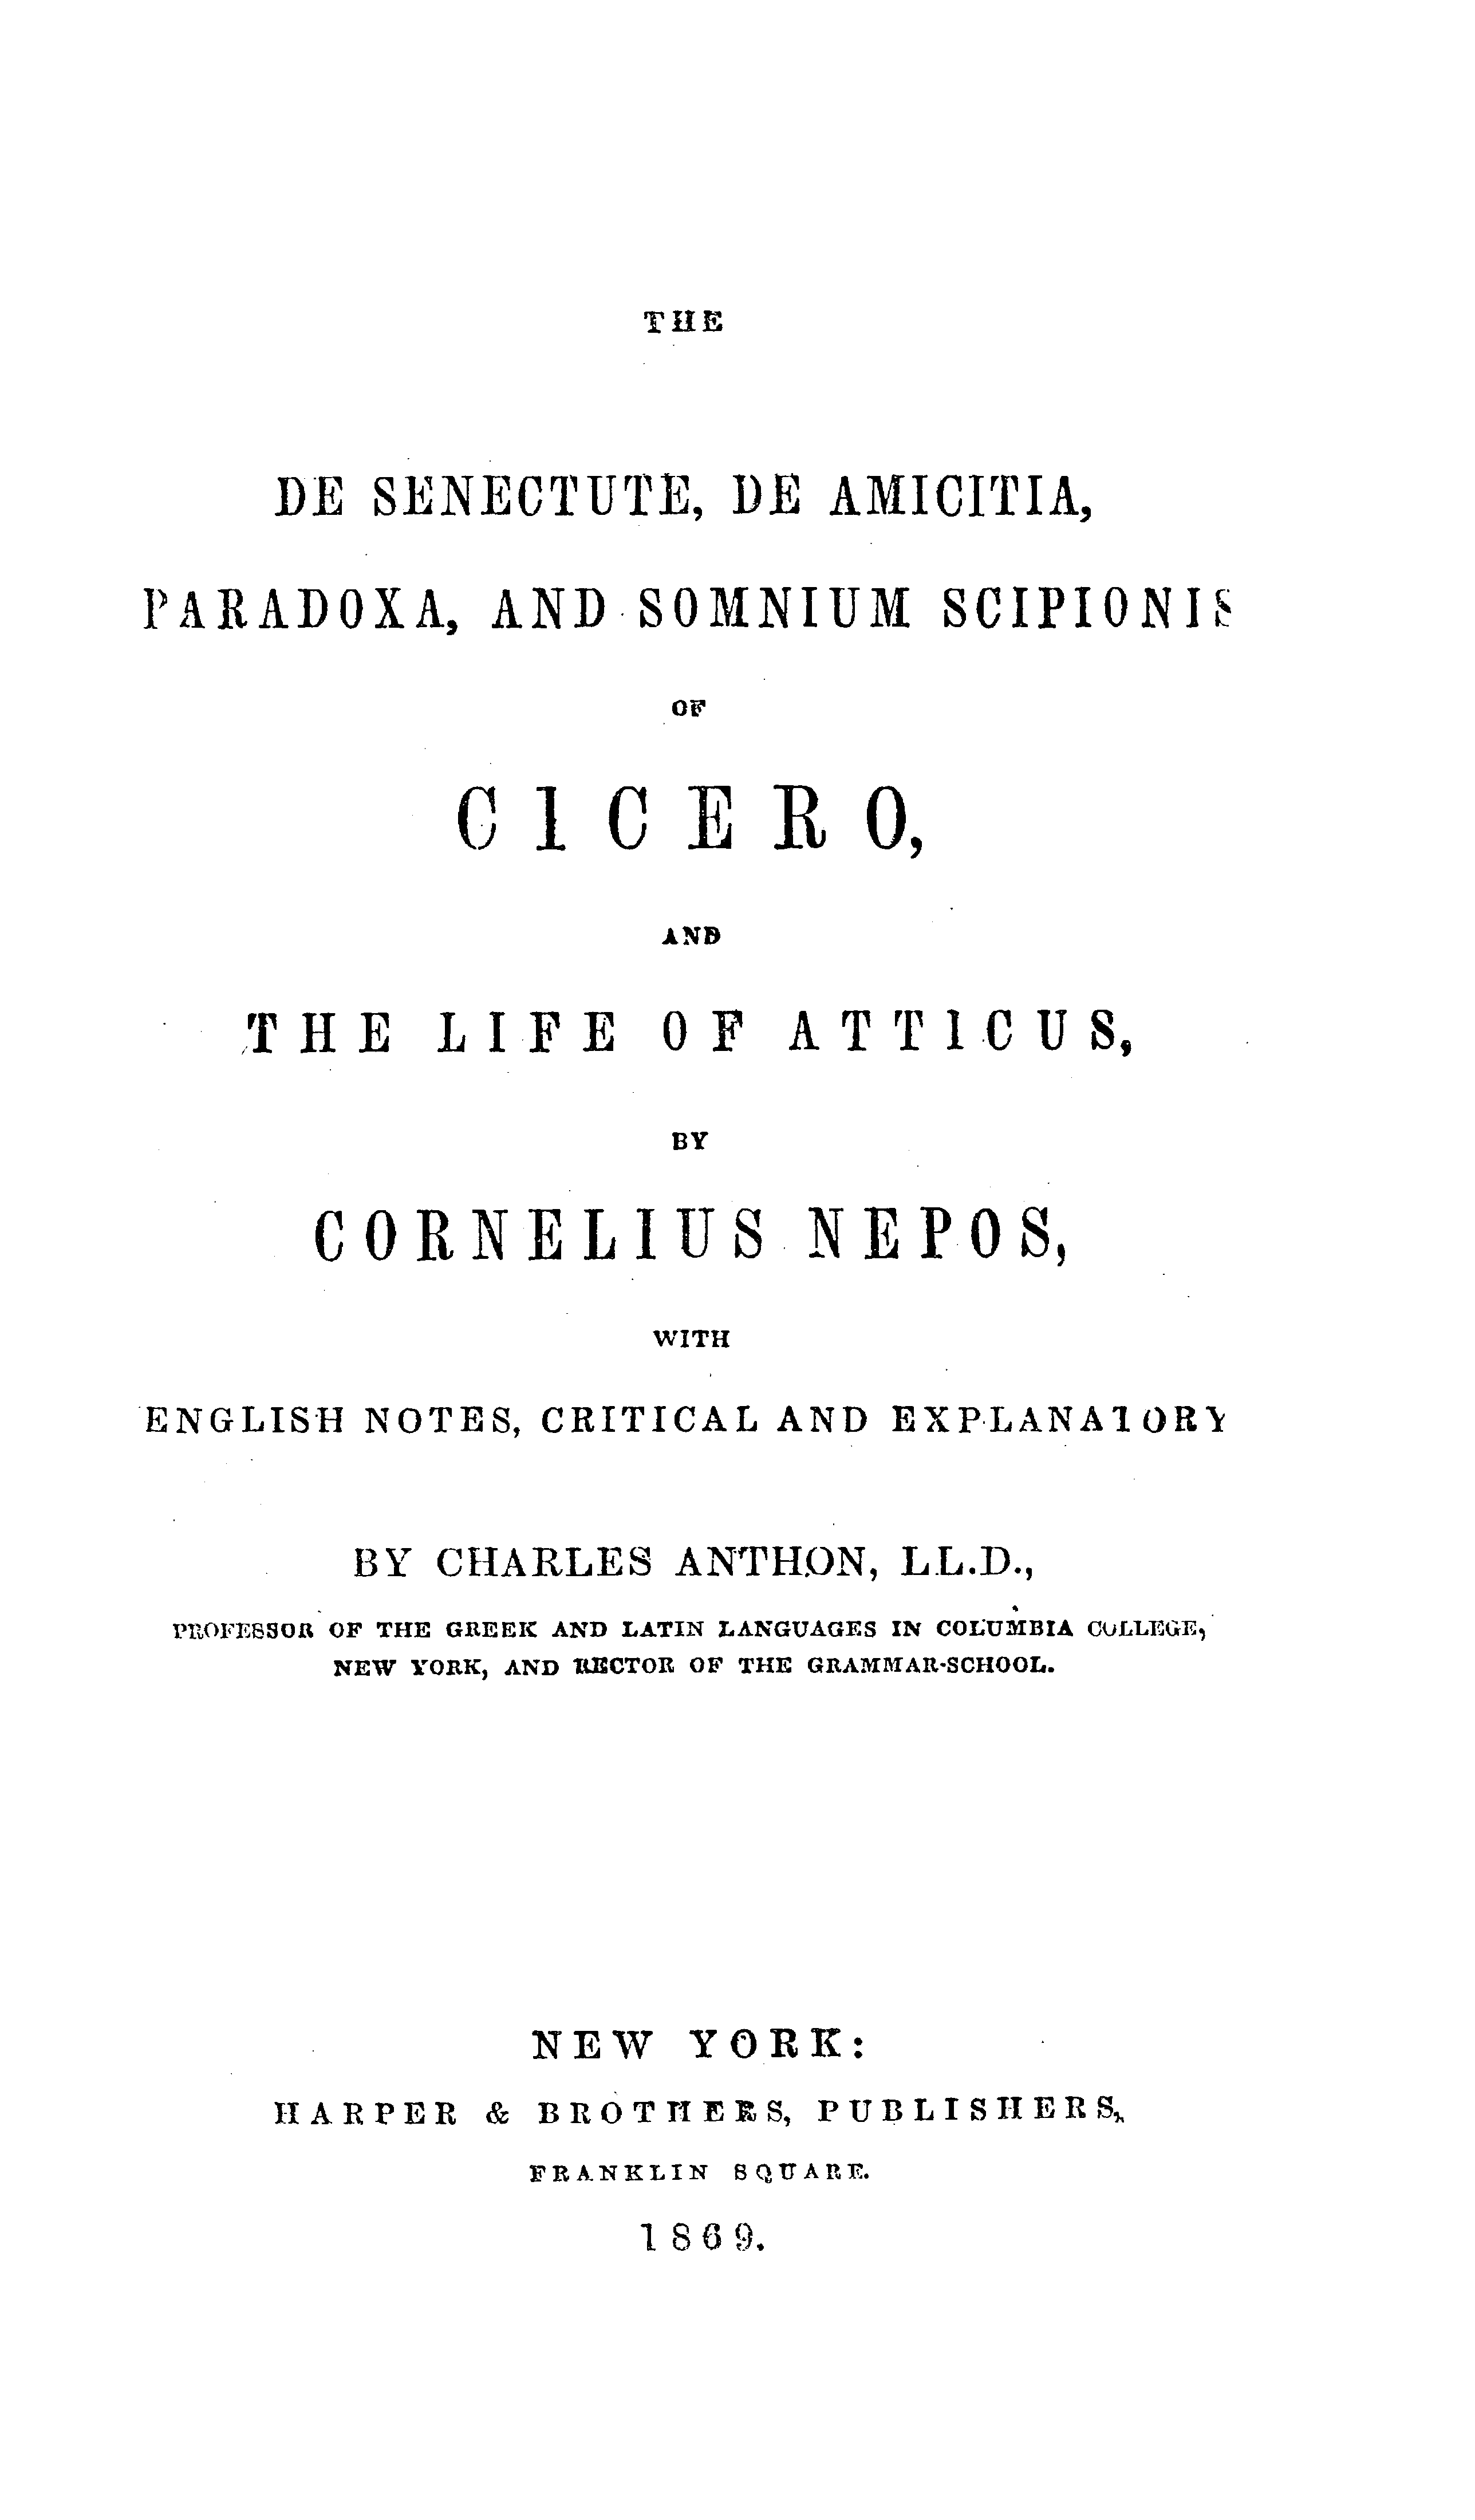 THE
DE SENECTUTE, DE AMICITIA,
PARADOXA, AND SOMNIUM SCIPIONIS
OF
CICERO,
AND
THE LIFE OF ATTICUS,
BY
CORNELIUS NEPOS,
WITH
ENGLISH NOTES, CRITICAL AND EXPLANATORY
BY CHARLES ANTHON, LL.D.,
PROFESSOR OF THE GREEK AND LATIN LANGUAGES IN COLUMBIA COLLEGE,
NEW YORK, AND RECTOR OF THE GRAMMAR-SCHOOL.
NEW YORK:
HARPER & BROTHERS, PUBLISHERS,
FRANKLIN SQUARE.
1869.